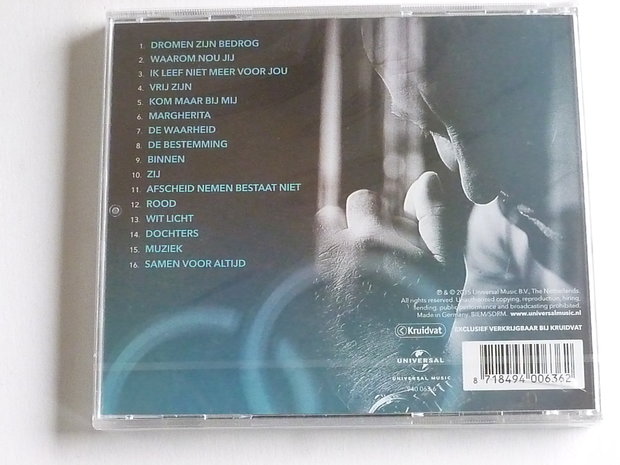 1. DROMEN ZIJN BEDROG
2. WAAROM NOU JIJ
3. IK LEEF NIET MEER VOOR JOU
4. VRIJ ZIJN
5. KOM MAAR BIJ MIJ
6. MARGHERITA
7. DE WAARHEID
8. DE BESTEMMING
9. BINNEN
10. ZIJ
11. AFSCHEID NEMEN BESTAAT NIET
12. ROOD
13. WIT LICHT
14. DOCHTERS
15. MUZIEK
16. SAMEN VOOR ALTIJD
℗ & © 2015 Universal Music B.V., The Netherlands.
All rights reserved. Unauthorized copying, reproduction, hiring,
lending, public performance and broadcasting prohibited.
Made in Germany. BIEM/SDRM. www.universalmusic.nl
Kruidvat EXCLUSIEF VERKRIJGBAAR BIJ KRUIDVAT
UNIVERSAL
UNIVERSAL MUSIC
8 718494 006362